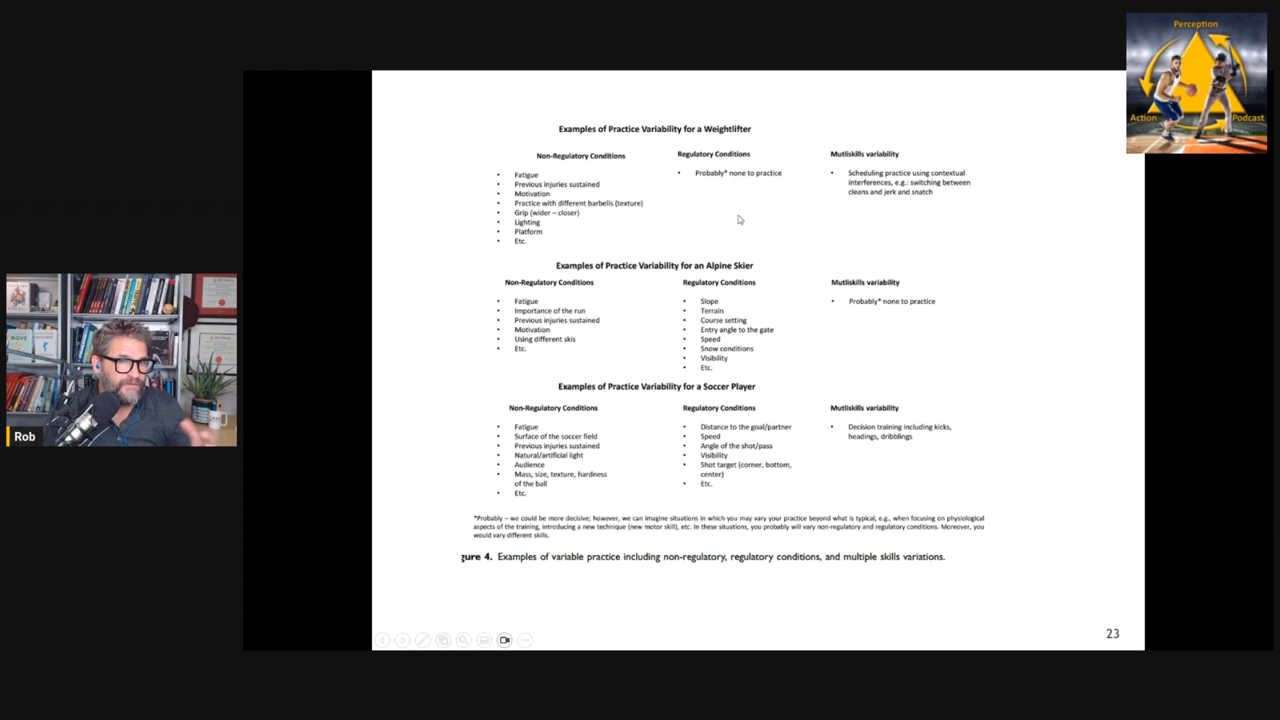 Perception
Action
Podcast
Examples of Practice Variability for a Weightlifter
Non-Regulatory Conditions
• Fatigue
• Previous injuries sustained
• Motivation
• Practice with different barbells (texture)
• Grip (wider – closer)
• Lighting
• Platform
• Etc.
Regulatory Conditions
• Probably* none to practice
Mutliskills variability
• Scheduling practice using contextual
interferences, e.g.: switching between
cleans and jerk and snatch
Examples of Practice Variability for an Alpine Skier
Non-Regulatory Conditions
• Fatigue
• Importance of the run
• Previous injuries sustained
• Motivation
• Using different skis
• Etc.
Regulatory Conditions
• Slope
• Terrain
• Course setting
• Entry angle to the gate
• Speed
• Snow conditions
• Visibility
• Etc.
Mutliskills variability
• Probably* none to practice
Examples of Practice Variability for a Soccer Player
Non-Regulatory Conditions
• Fatigue
• Surface of the soccer field
• Previous injuries sustained
• Natural/artificial light
• Audience
• Mass, size, texture, hardness
of the ball
• Etc.
Regulatory Conditions
• Distance to the goal/partner
• Speed
• Angle of the shot/pass
• Visibility
• Shot target (corner, bottom,
center)
• Etc.
Mutliskills variability
• Decision training including kicks,
headings, dribblings
*Probably – we could be more decisive; however, we can imagine situations in which you may vary your practice beyond what is typical, e.g., when focusing on physiological
aspects of the training, introducing a new technique (new motor skill), etc. In these situations, you probably will vary non-regulatory and regulatory conditions. Moreover, you
would vary different skills.
gure 4. Examples of variable practice including non-regulatory, regulatory conditions, and multiple skills variations.
23
MOVE
Rob